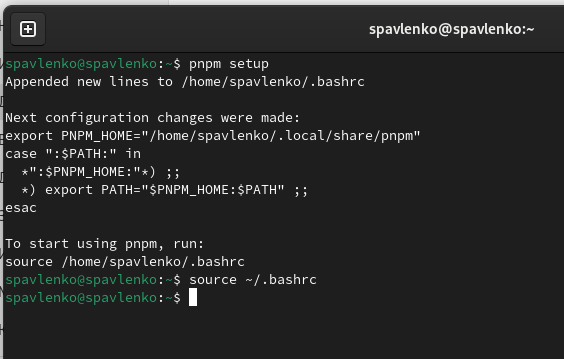 spavlenko@spavlenko:~
spavlenko@spavlenko:~$ pnpm setup
Appended new lines to /home/spavlenko/.bashrc

Next configuration changes were made:
export PNPM_HOME="/home/spavlenko/.local/share/pnpm"
case ":$PATH:" in
  *":$PNPM_HOME:"*) ;;
  *) export PATH="$PNPM_HOME:$PATH" ;;
esac

To start using pnpm, run:
source /home/spavlenko/.bashrc
spavlenko@spavlenko:~$ source ~/.bashrc
spavlenko@spavlenko:~$